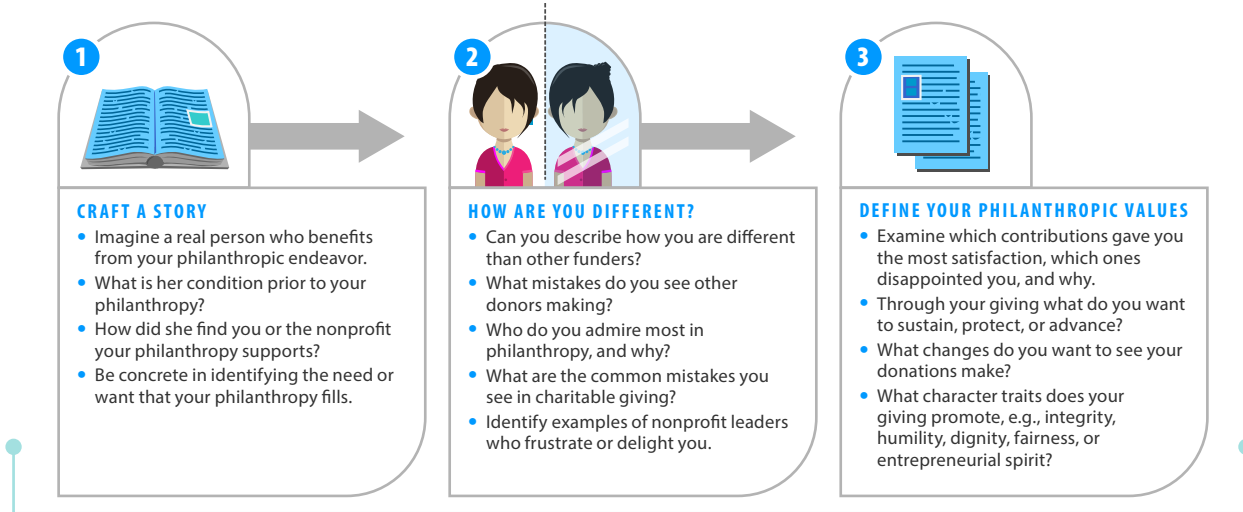 1
CRAFT A STORY
• Imagine a real person who benefits
from your philanthropic endeavor.
• What is her condition prior to your
philanthropy?
• How did she find you or the nonprofit
your philanthropy supports?
• Be concrete in identifying the need or
want that your philanthropy fills.
2
HOW ARE YOU DIFFERENT?
• Can you describe how you are different
than other funders?
• What mistakes do you see other
donors making?
• Who do you admire most in
philanthropy, and why?
• What are the common mistakes you
see in charitable giving?
• Identify examples of nonprofit leaders
who frustrate or delight you.
3
DEFINE YOUR PHILANTHROPIC VALUES
• Examine which contributions gave you
the most satisfaction, which ones
disappointed you, and why.
• Through your giving what do you want
to sustain, protect, or advance?
• What changes do you want to see your
donations make?
• What character traits does your
giving promote, e.g., integrity,
humility, dignity, fairness, or
entrepreneurial spirit?